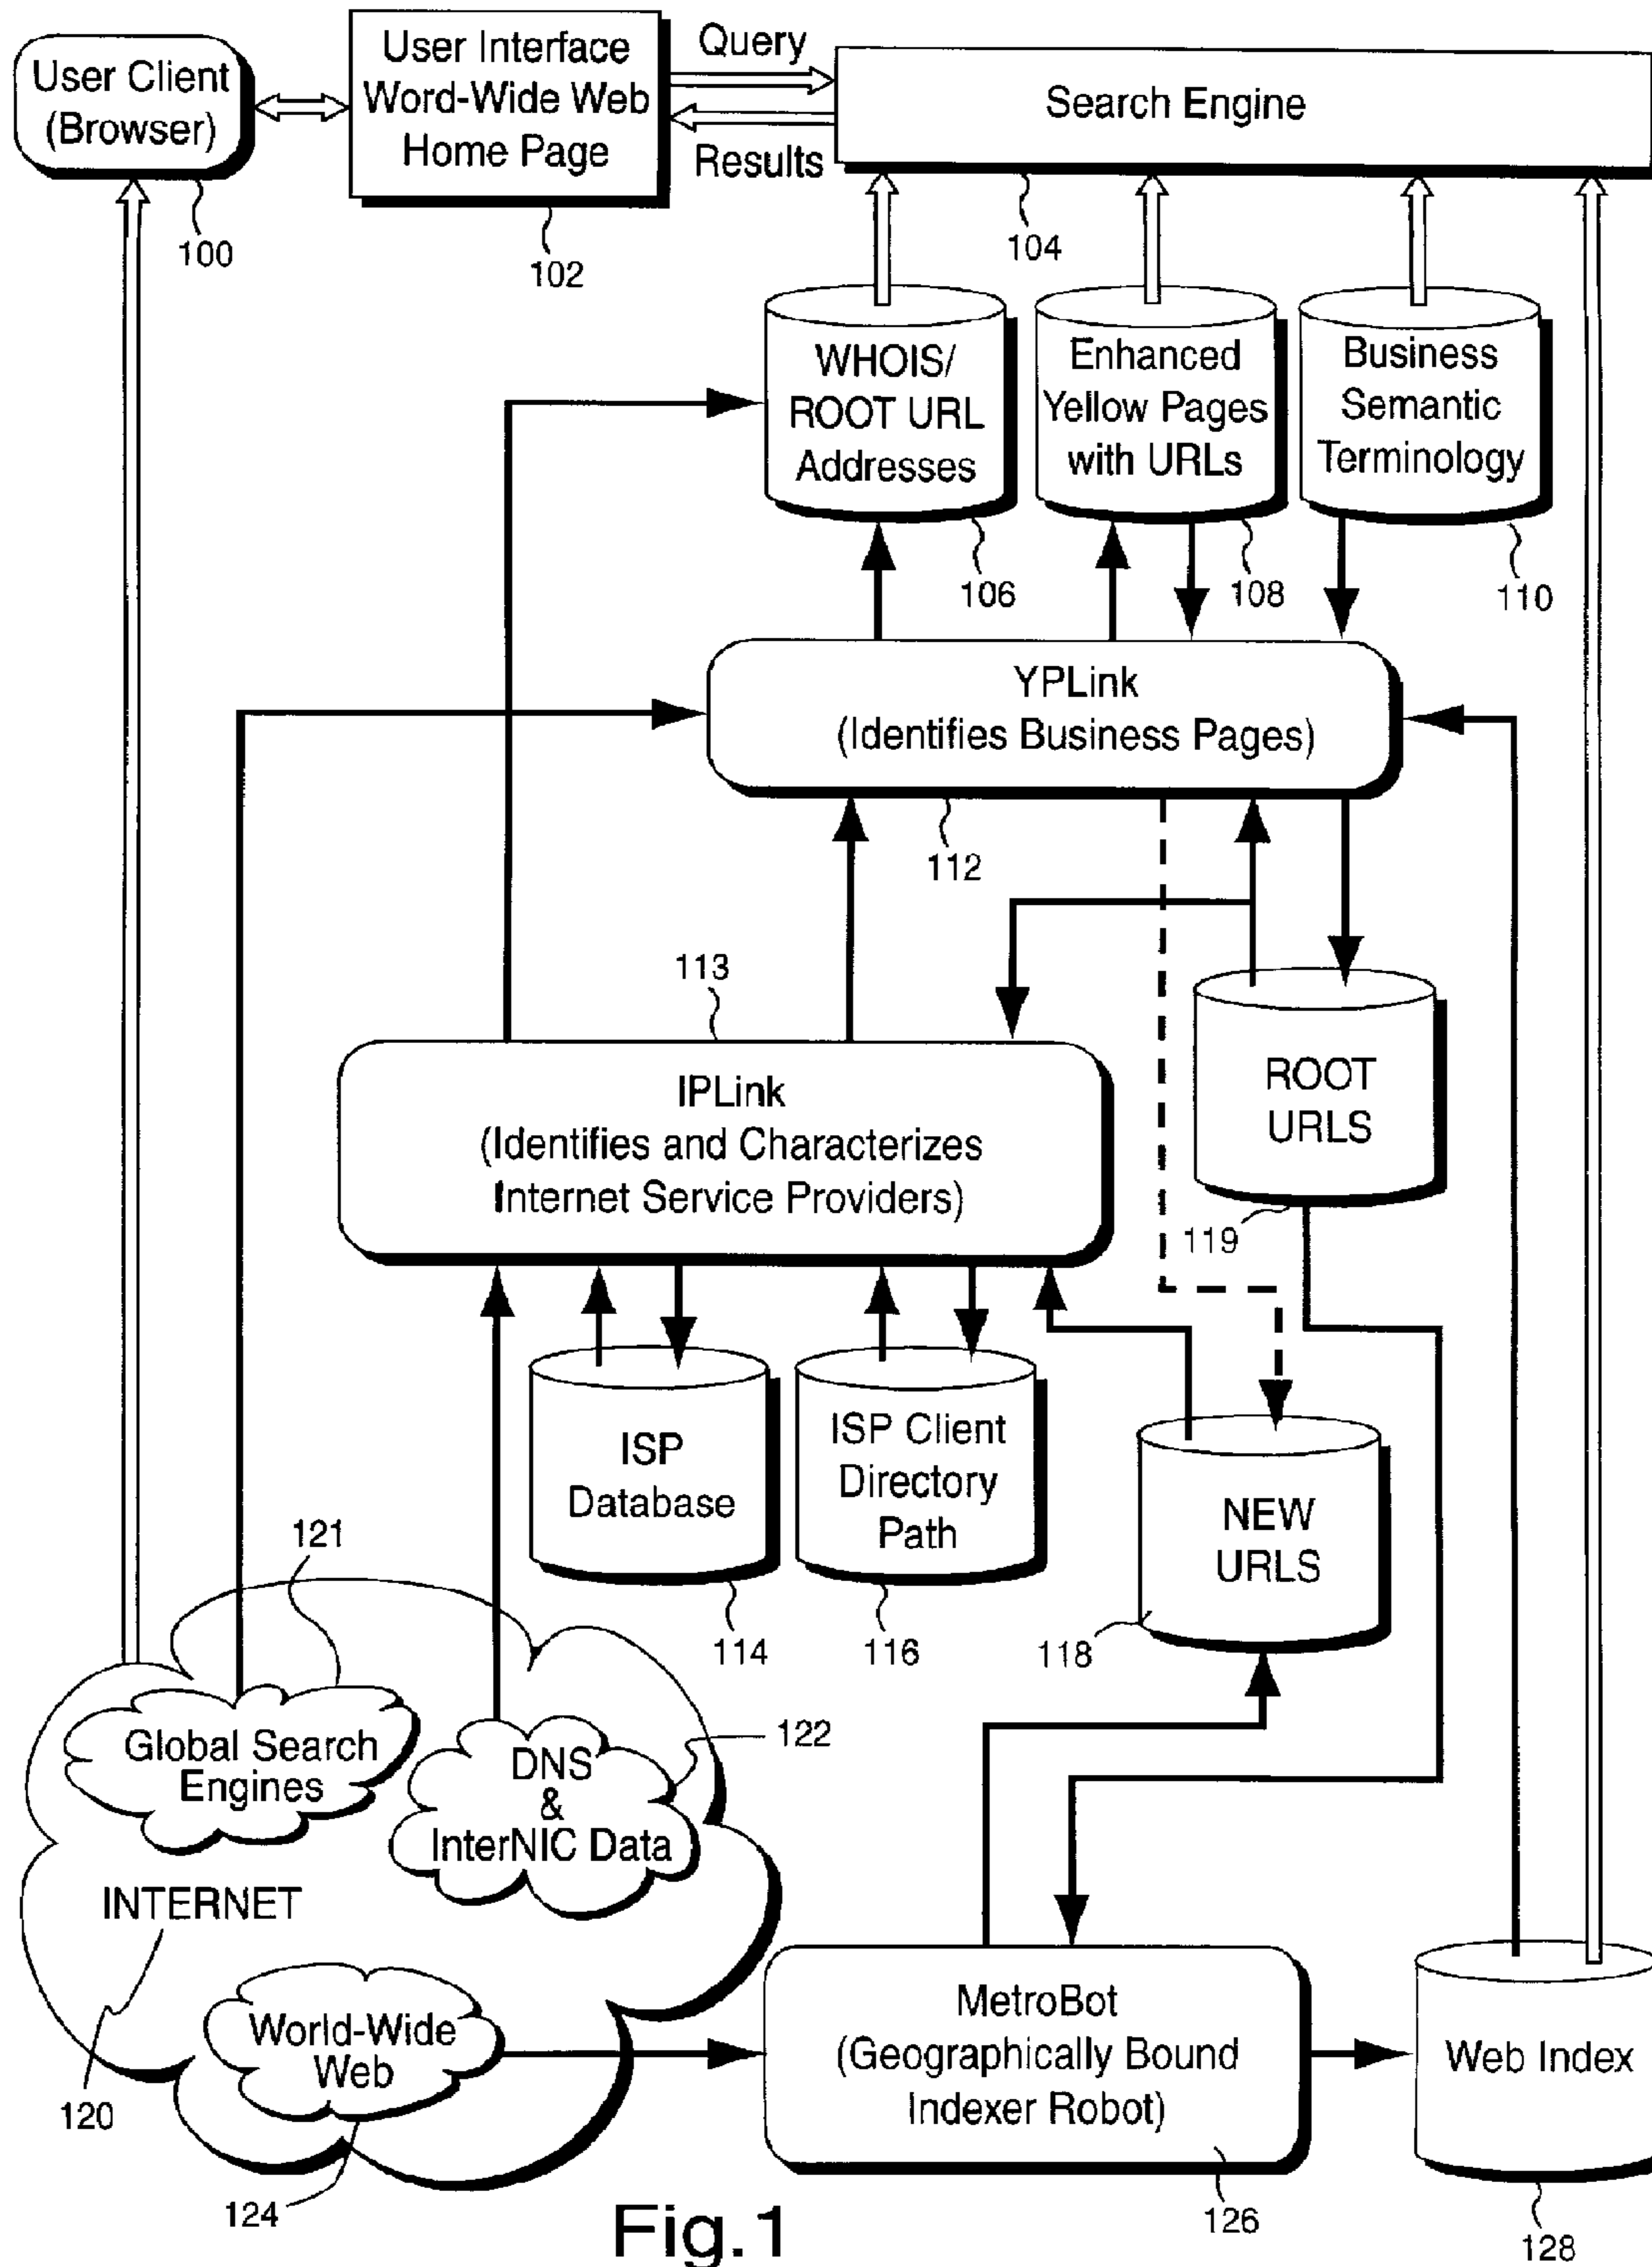 User Client
(Browser)
User Interface
Word-Wide Web
Home Page
Query
Results
Search Engine
100
102
104
WHOIS/
ROOT URL
Addresses
Enhanced
Yellow Pages
with URLs
Business
Semantic
Terminology
106
108
110
YPLink
(Identifies Business Pages)
112
113
IPLink
(Identifies and Characterizes
Internet Service Providers)
ROOT
URLS
119
ISP
Database
ISP Client
Directory
Path
NEW
URLS
114
116
118
121
Global Search
Engines
DNS
&
InterNIC Data
122
INTERNET
World-Wide
Web
120
124
MetroBot
(Geographically Bound
Indexer Robot)
Web Index
126
128
Fig.1